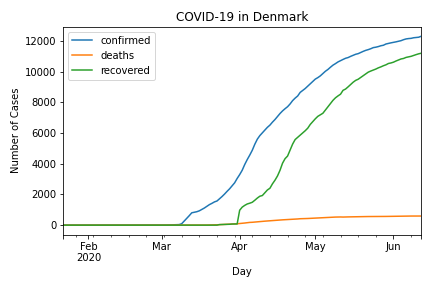 COVID-19 in Denmark
confirmed
deaths
recovered
Number of Cases
12000
10000
8000
6000
4000
2000
0
Feb Mar Apr May Jun
2020
Day